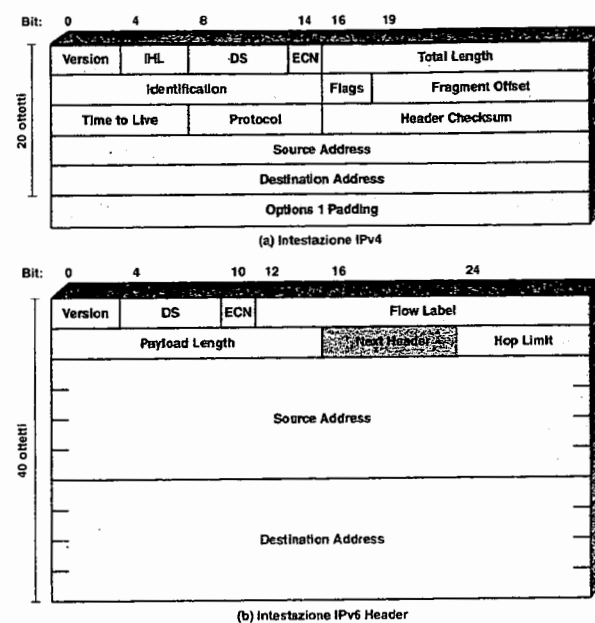 Bit: 0 4 8 14 16 19
Version IHL DS ECN Total Length
Identification Flags Fragment Offset
Time to Live Protocol Header Checksum
Source Address
Destination Address
Options 1 Padding
20 ottotti
(a) Intestazione IPv4
Bit: 0 4 10 12 16 24
Version DS ECN Flow Label
Payload Length Next Header Hop Limit
Source Address
Destination Address
40 ottetti
(b) Intestazione IPv6 Header